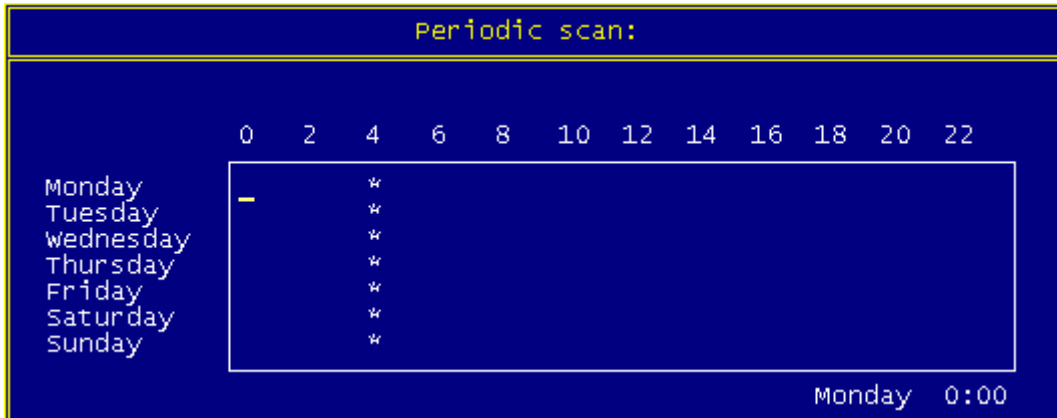 Periodic scan:
0 2 4 6 8 10 12 14 16 18 20 22
Monday *
Tuesday *
Wednesday *
Thursday *
Friday *
Saturday *
Sunday *
Monday 0:00